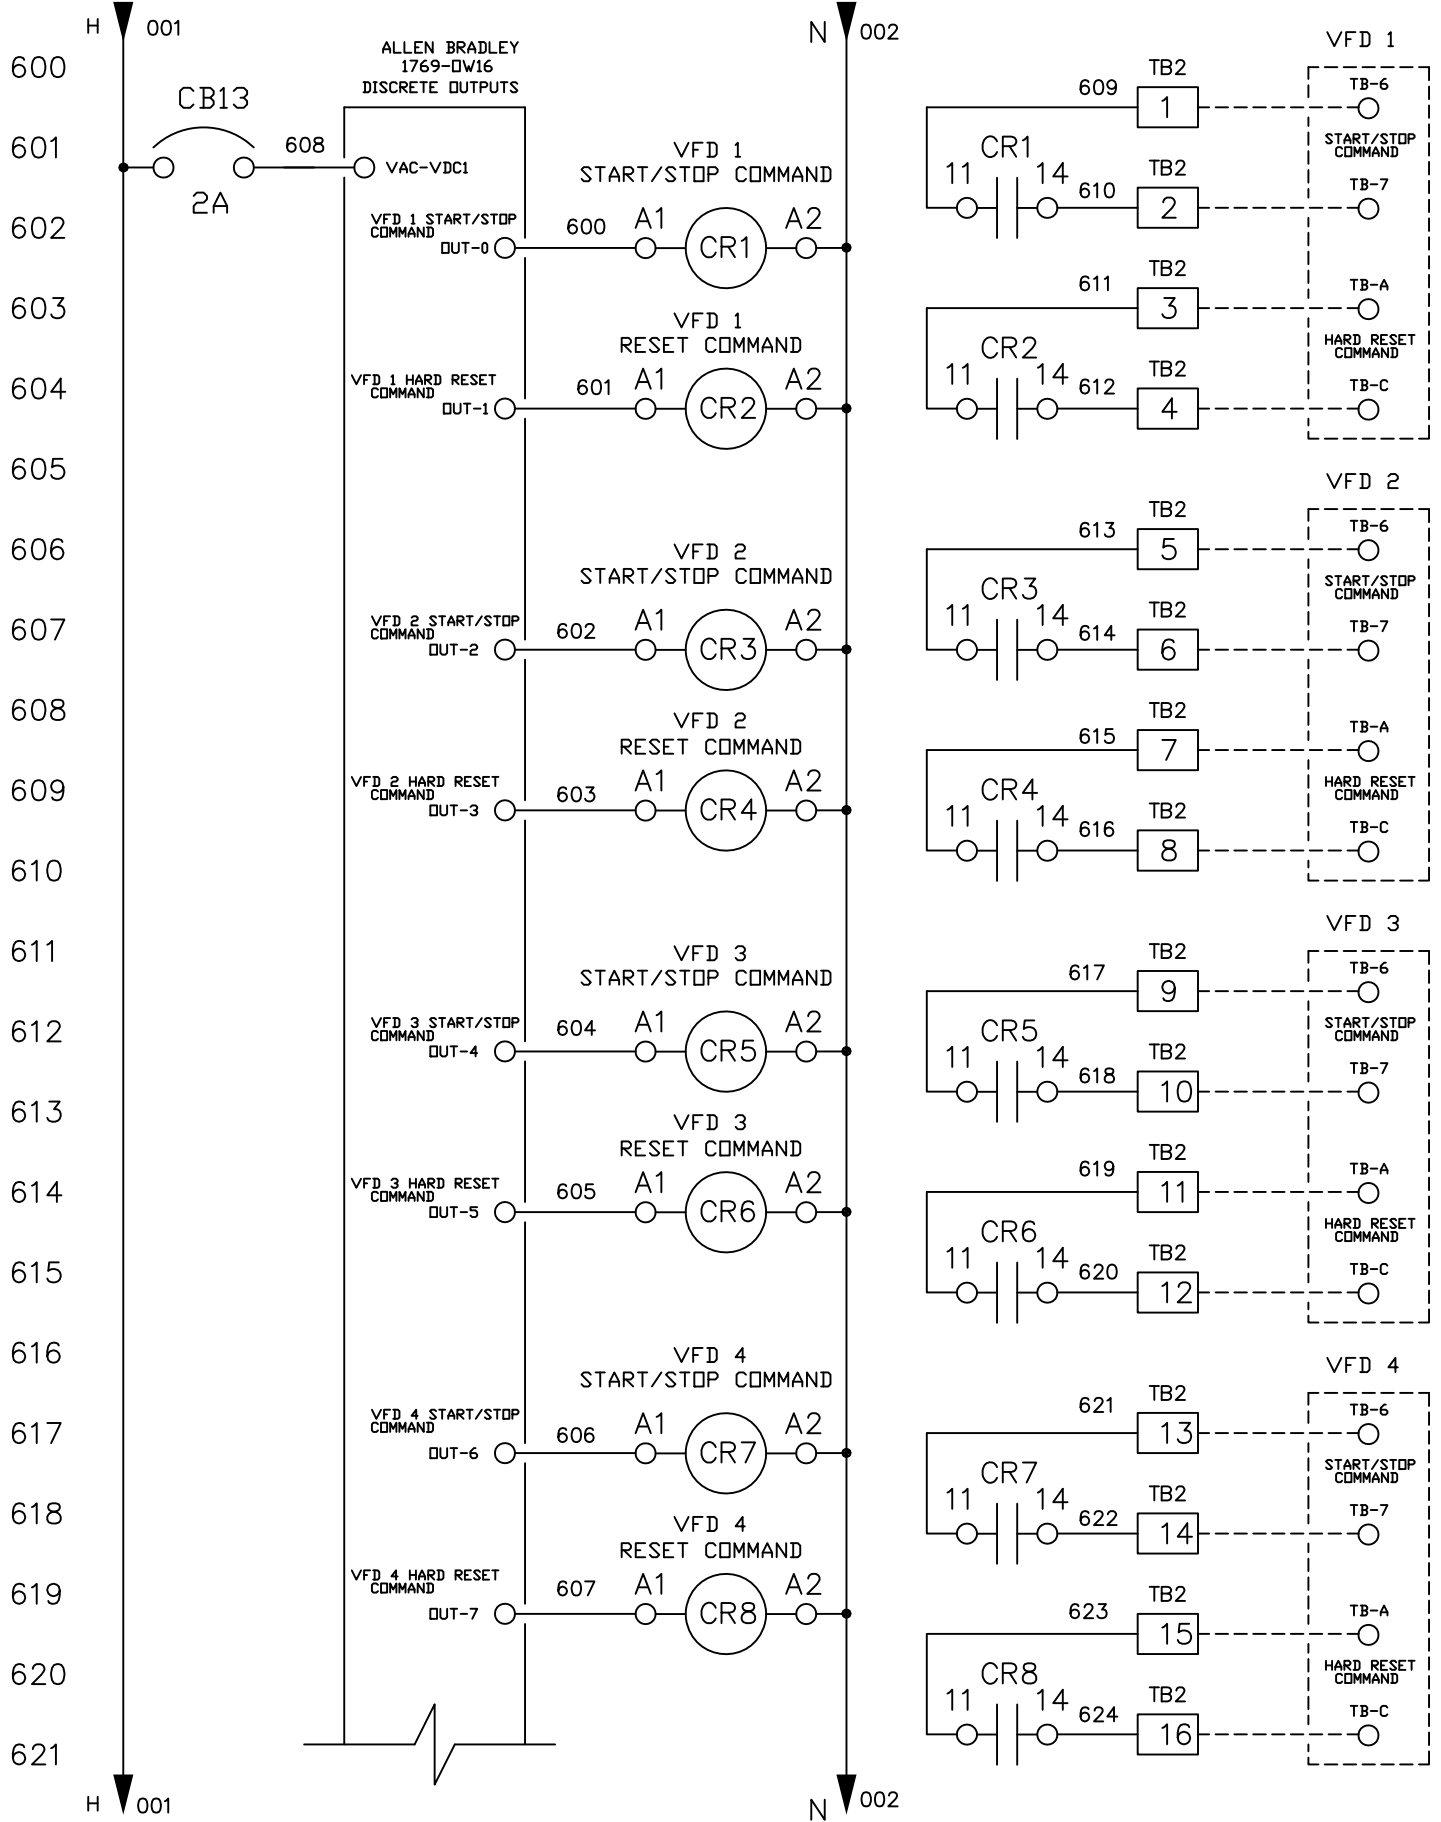 H 001
N 002
ALLEN BRADLEY
1769-OW16
DISCRETE OUTPUTS
VFD 1
600
CB13
608
2A
VAC-VDC1
601
VFD 1
START/STOP COMMAND
VFD 1 START/STOP
COMMAND
OUT-0
600
A1
CR1
A2
602
603
VFD 1
RESET COMMAND
VFD 1 HARD RESET
COMMAND
OUT-1
601
A1
CR2
A2
604
605
606
VFD 2
START/STOP COMMAND
VFD 2 START/STOP
COMMAND
OUT-2
602
A1
CR3
A2
607
608
VFD 2
RESET COMMAND
VFD 2 HARD RESET
COMMAND
OUT-3
603
A1
CR4
A2
609
610
611
VFD 3
START/STOP COMMAND
VFD 3 START/STOP
COMMAND
OUT-4
604
A1
CR5
A2
612
613
VFD 3
RESET COMMAND
VFD 3 HARD RESET
COMMAND
OUT-5
605
A1
CR6
A2
614
615
616
VFD 4
START/STOP COMMAND
VFD 4 START/STOP
COMMAND
OUT-6
606
A1
CR7
A2
617
618
VFD 4
RESET COMMAND
VFD 4 HARD RESET
COMMAND
OUT-7
607
A1
CR8
A2
619
620
621
H 001
N 002
609
TB2
1
TB-6
START/STOP
COMMAND
CR1
11 14
610
TB2
2
TB-7
611
TB2
3
TB-A
HARD RESET
COMMAND
CR2
11 14
612
TB2
4
TB-C
VFD 2
613
TB2
5
TB-6
START/STOP
COMMAND
CR3
11 14
614
TB2
6
TB-7
615
TB2
7
TB-A
HARD RESET
COMMAND
CR4
11 14
616
TB2
8
TB-C
VFD 3
617
TB2
9
TB-6
START/STOP
COMMAND
CR5
11 14
618
TB2
10
TB-7
619
TB2
11
TB-A
HARD RESET
COMMAND
CR6
11 14
620
TB2
12
TB-C
VFD 4
621
TB2
13
TB-6
START/STOP
COMMAND
CR7
11 14
622
TB2
14
TB-7
623
TB2
15
TB-A
HARD RESET
COMMAND
CR8
11 14
624
TB2
16
TB-C